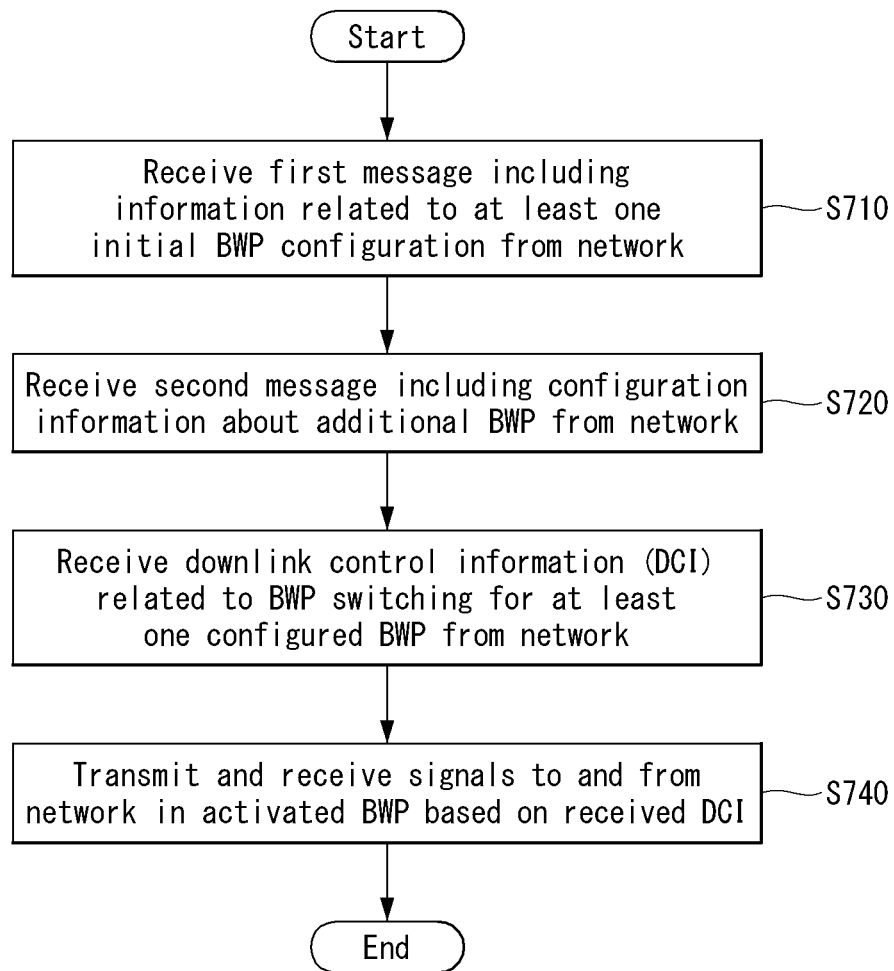 Start
Receive first message including
information related to at least one
initial BWP configuration from network
S710
Receive second message including configuration
information about additional BWP from network
S720
Receive downlink control information (DCI)
related to BWP switching for at least
one configured BWP from network
S730
Transmit and receive signals to and from
network in activated BWP based on received DCI
S740
End